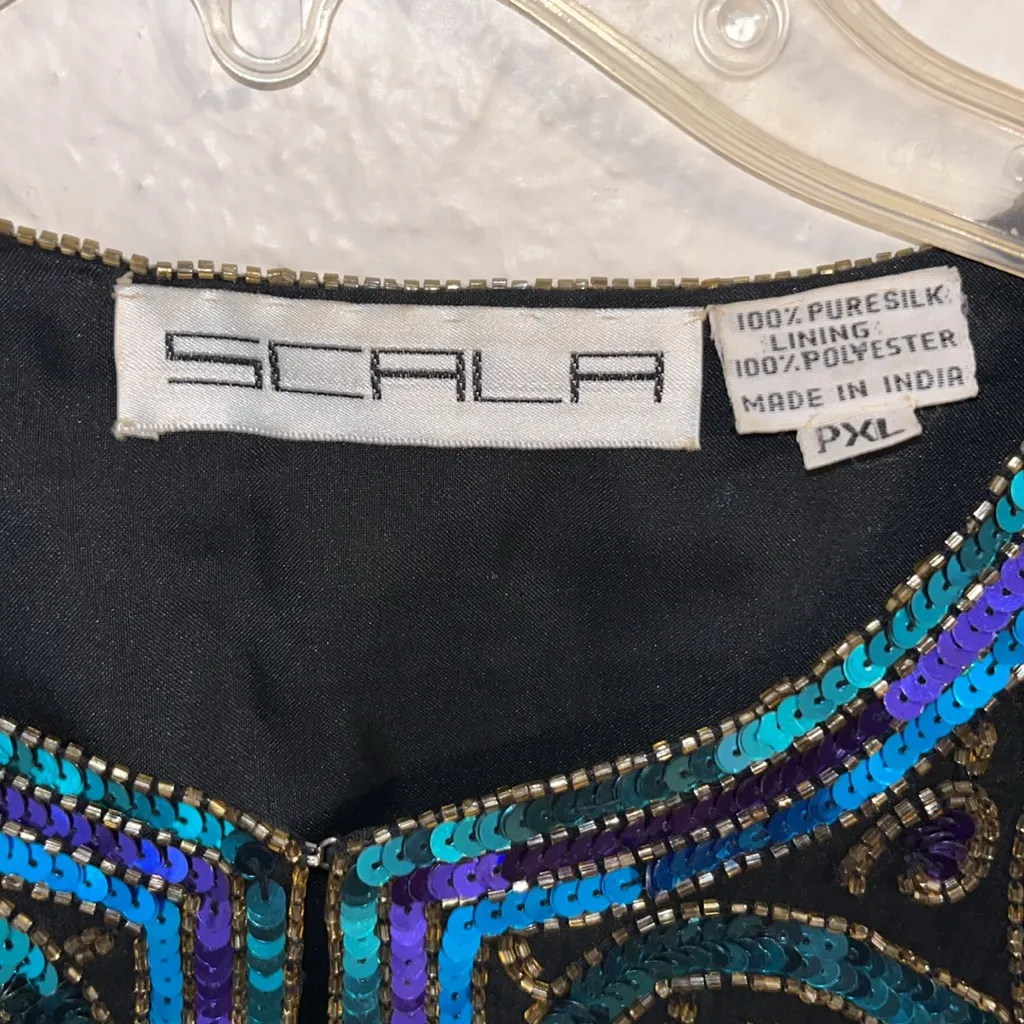 SCALA
100% PURESILK
LINING
100% POLYESTER
MADE IN INDIA
PXL